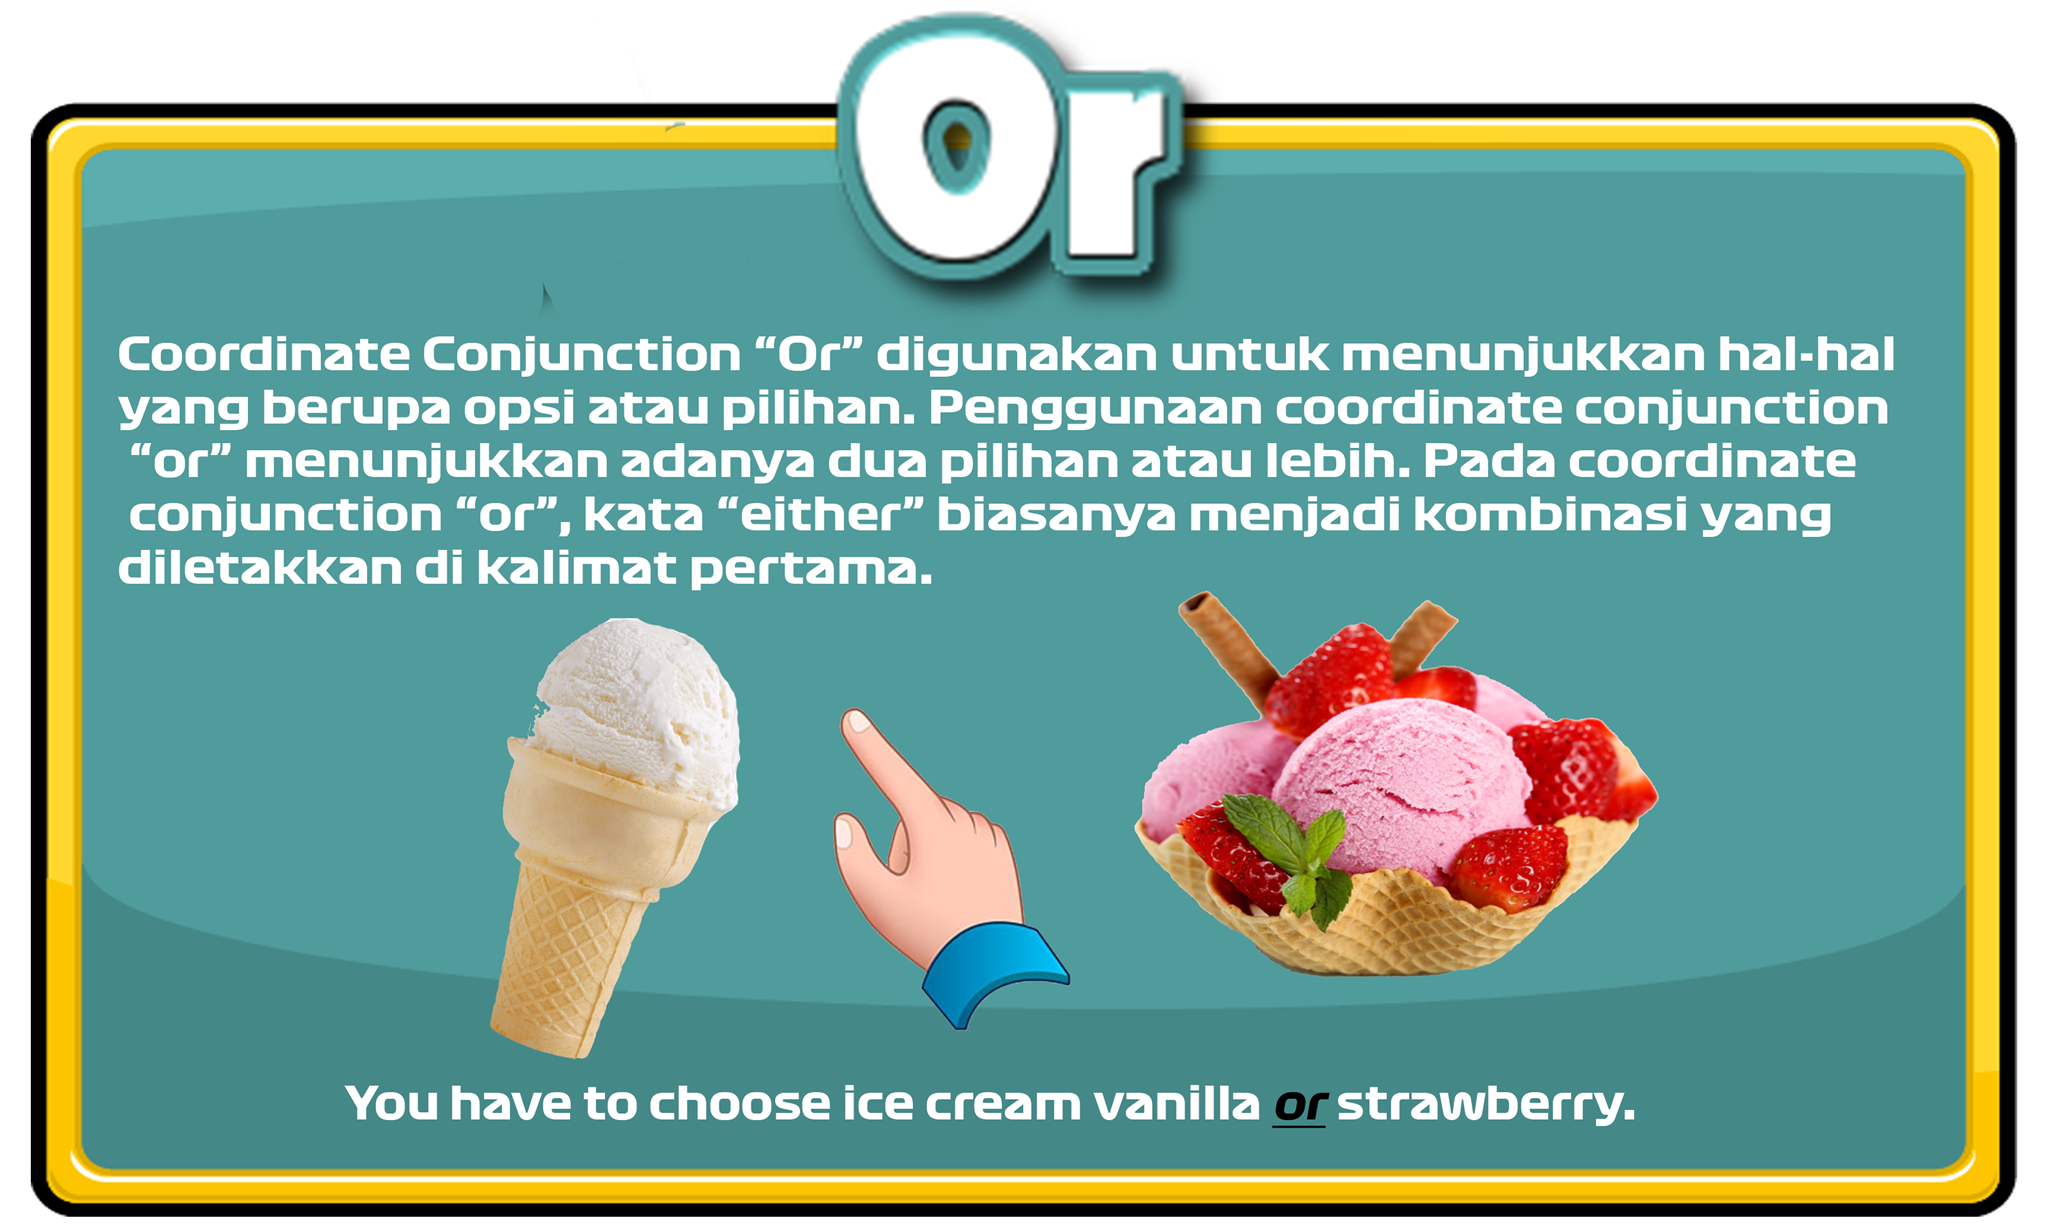 Or
Coordinate Conjunction “Or” digunakan untuk menunjukkan hal-hal
yang berupa opsi atau pilihan. Penggunaan coordinate conjunction
“or” menunjukkan adanya dua pilihan atau lebih. Pada coordinate
conjunction “or”, kata “either” biasanya menjadi kombinasi yang
diletakkan di kalimat pertama.
You have to choose ice cream vanilla or strawberry.